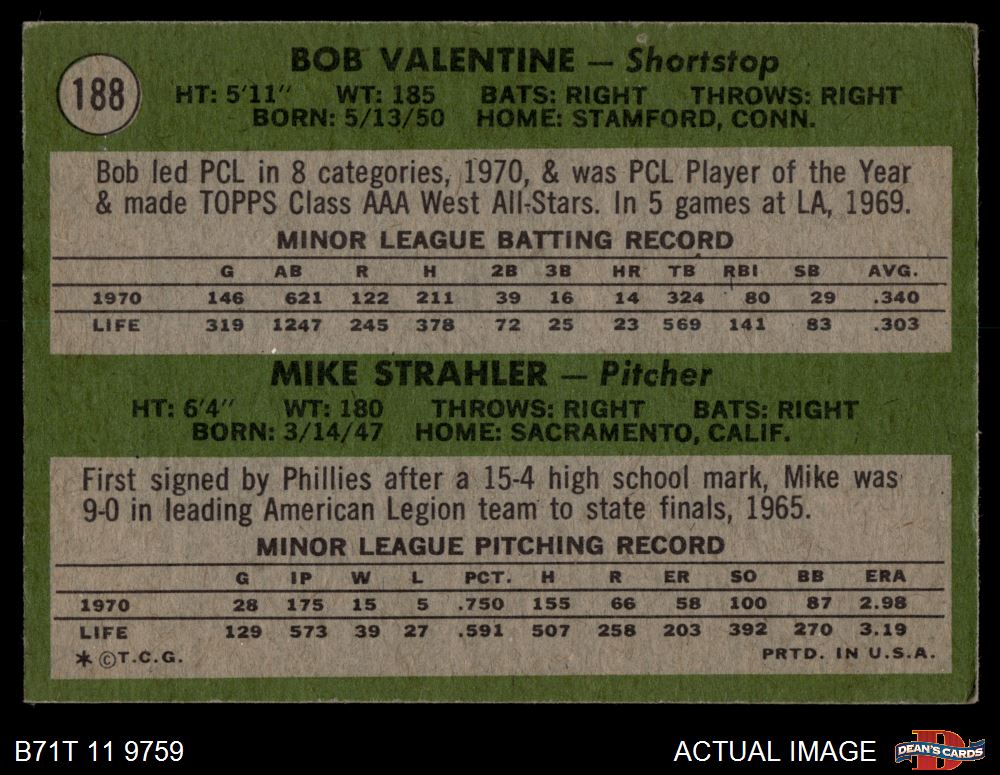 188
BOB VALENTINE — Shortstop
HT: 5'11" WT: 185 BATS: RIGHT THROWS: RIGHT
BORN: 5/13/50 HOME: STAMFORD, CONN.
Bob led PCL in 8 categories, 1970, & was PCL Player of the Year
& made TOPPS Class AAA West All-Stars. In 5 games at LA, 1969.
MINOR LEAGUE BATTING RECORD
G AB R H 2B 3B HR TB RBI SB AVG.
1970 146 621 122 211 39 16 14 324 80 29 .340
LIFE 319 1247 245 378 72 25 23 569 141 83 .303
MIKE STRAHLER — Pitcher
HT: 6'4" WT: 180 THROWS: RIGHT BATS: RIGHT
BORN: 3/14/47 HOME: SACRAMENTO, CALIF.
First signed by Phillies after a 15-4 high school mark, Mike was
9-0 in leading American Legion team to state finals, 1965.
MINOR LEAGUE PITCHING RECORD
G IP W L PCT. H R ER SO BB ERA
1970 28 175 15 5 .750 155 66 58 100 87 2.98
LIFE 129 573 39 27 .591 507 258 203 392 270 3.19
* ©T.C.G. PRTD. IN U.S.A.
B71T 11 9759 ACTUAL IMAGE DEAN'S CARDS